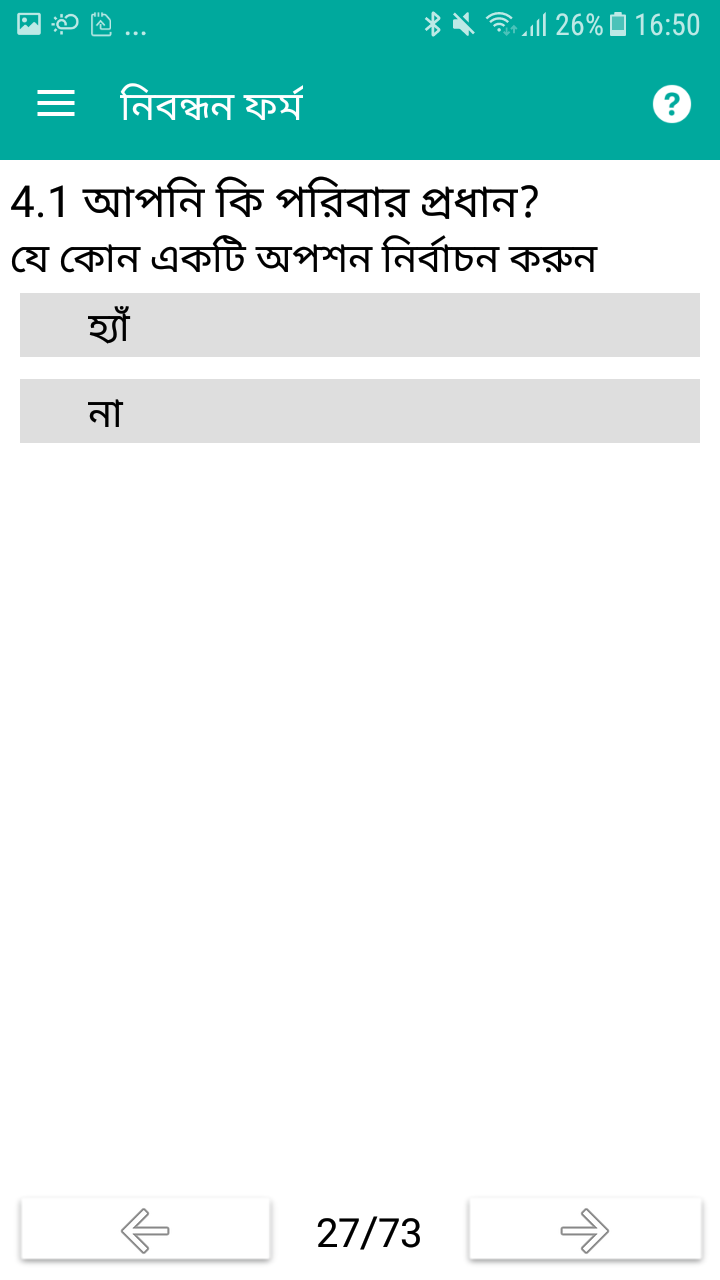 ... 26% 16:50
নিবন্ধন ফর্ম ?
4.1 আপনি কি পরিবার প্রধান?
যে কোন একটি অপশন নির্বাচন করুন
হ্যাঁ
না
27/73